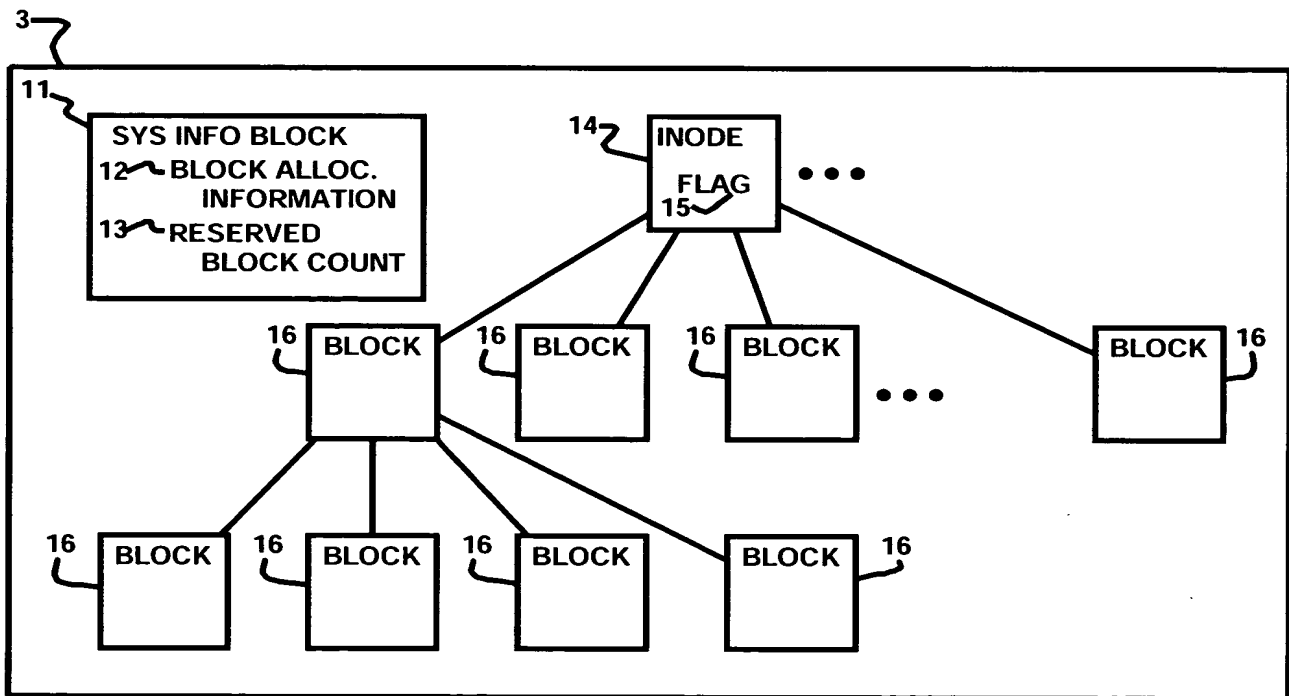 3
11
SYS INFO BLOCK
12 BLOCK ALLOC.
INFORMATION
13 RESERVED
BLOCK COUNT
14
INODE
FLAG
15
•••
16 BLOCK
16 BLOCK
16 BLOCK
•••
BLOCK 16
16 BLOCK
16 BLOCK
16 BLOCK
BLOCK 16